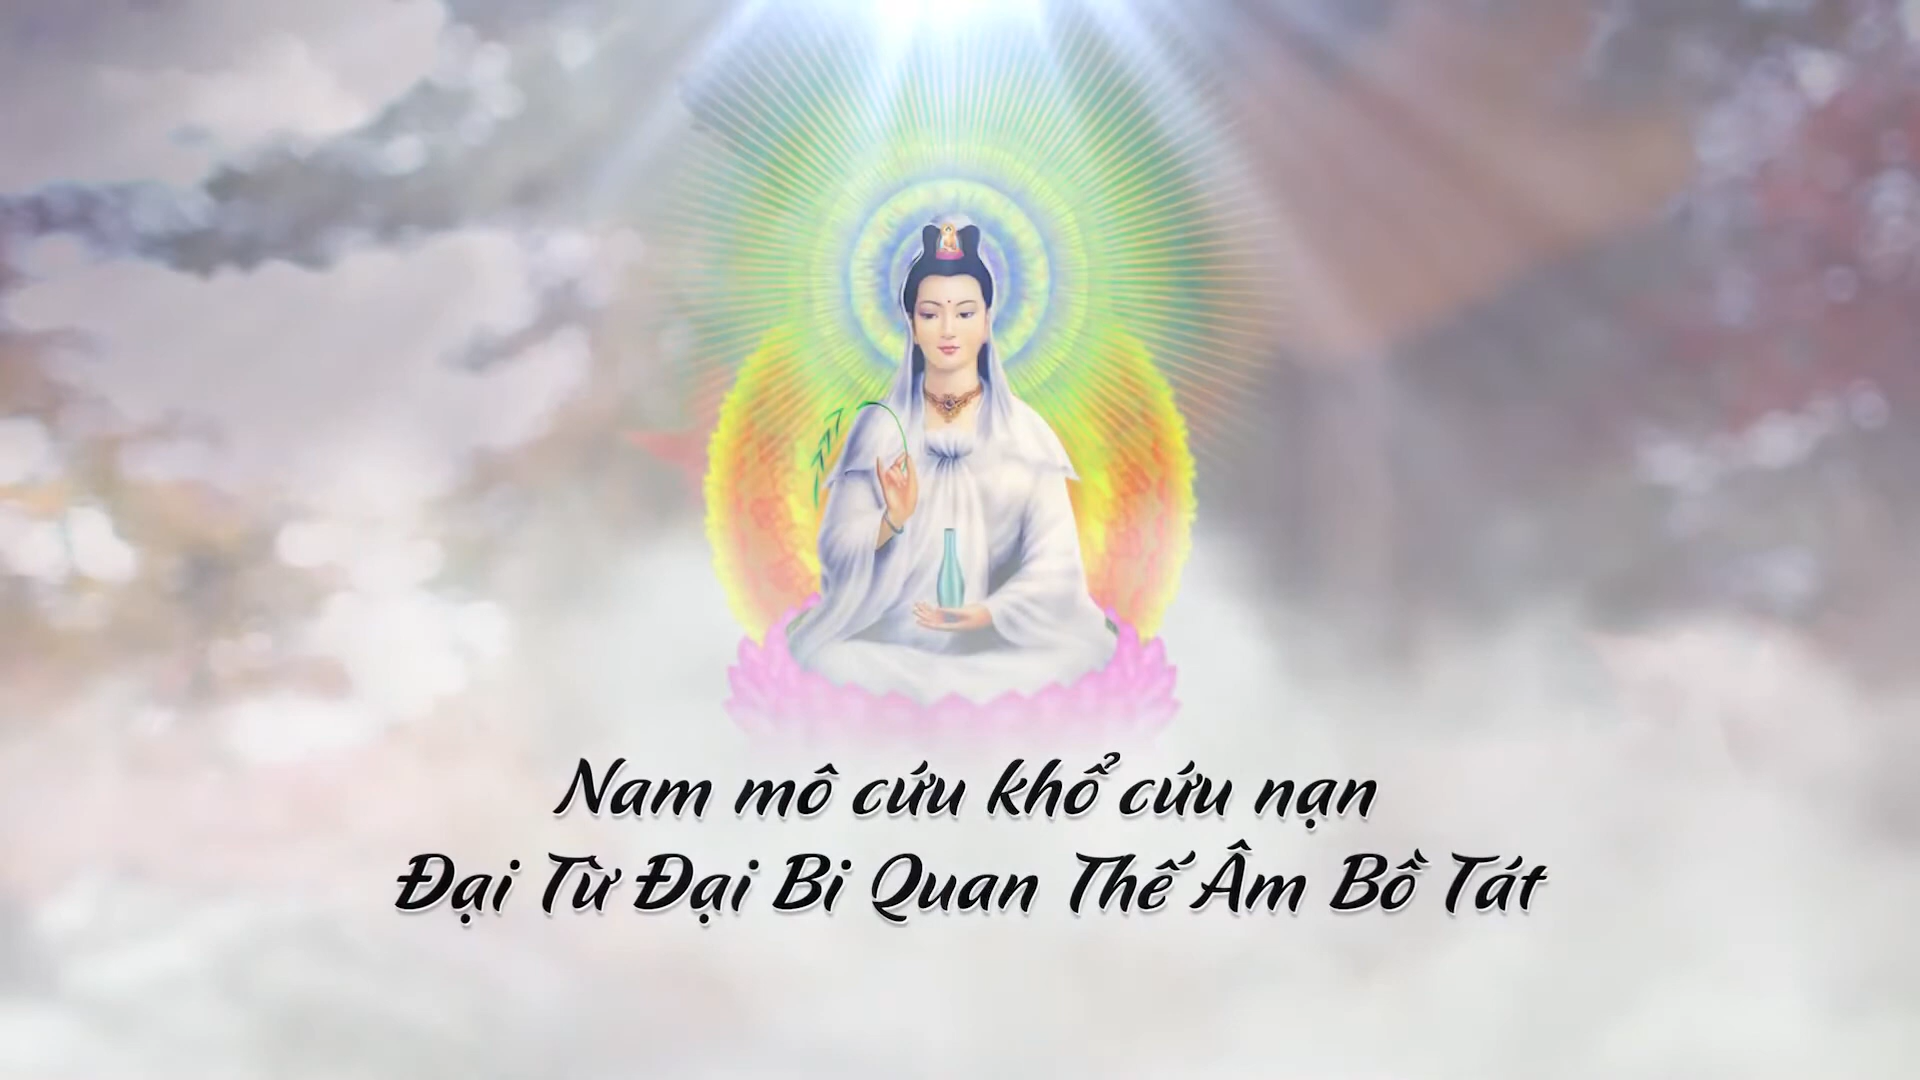 Nam mô cứu khổ cứu nạn
Đại Từ Đại Bi Quan Thế Âm Bồ Tát